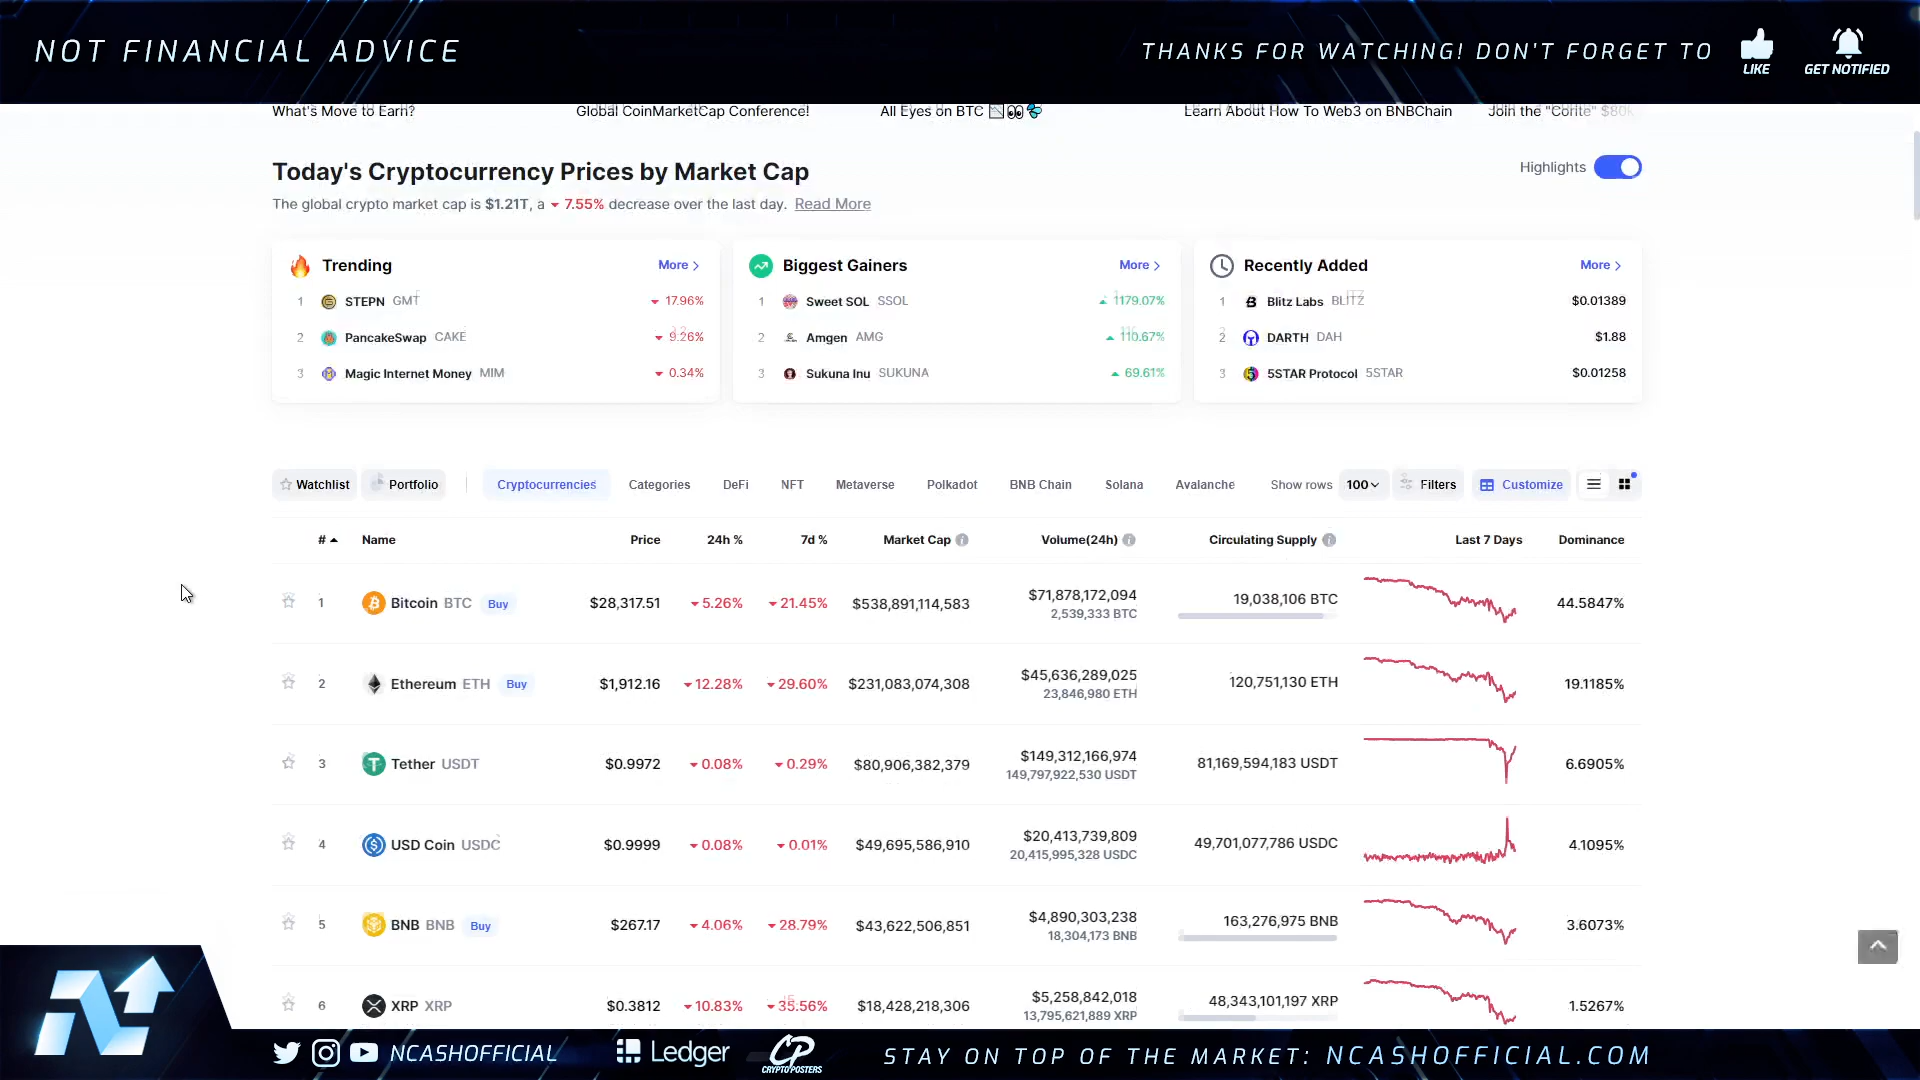 NOT FINANCIAL ADVICE
THANKS FOR WATCHING! DON'T FORGET TO
LIKE
GET NOTIFIED
What's Move to Earn?
Global CoinMarketCap Conference!
All Eyes on BTC
Learn About How To Web3 on BNBChain
Join the "Corite" $80K
Today's Cryptocurrency Prices by Market Cap
Highlights
The global crypto market cap is $1.21T, a 7.55% decrease over the last day. Read More
Trending More
1 STEPN GMT 17.96%
2 PancakeSwap CAKE 9.26%
3 Magic Internet Money MIM 0.34%
Biggest Gainers More
1 Sweet SOL SSOL 1179.07%
2 Amgen AMG 110.67%
3 Sukuna Inu SUKUNA 69.61%
Recently Added More
1 Blitz Labs BLITZ $0.01389
2 DARTH DAH $1.88
3 5STAR Protocol 5STAR $0.01258
Watchlist Portfolio Cryptocurrencies Categories DeFi NFT Metaverse Polkadot BNB Chain Solana Avalanche Show rows 100 Filters Customize
# Name Price 24h % 7d % Market Cap Volume(24h) Circulating Supply Last 7 Days Dominance
1 Bitcoin BTC Buy $28,317.51 5.26% 21.45% $538,891,114,583 $71,878,172,094 19,038,106 BTC 44.5847%
2,539,333 BTC
2 Ethereum ETH Buy $1,912.16 12.28% 29.60% $231,083,074,308 $45,636,289,025 120,751,130 ETH 19.1185%
23,846,980 ETH
3 Tether USDT $0.9972 0.08% 0.29% $80,906,382,379 $149,312,166,974 81,169,594,183 USDT 6.6905%
149,797,922,530 USDT
4 USD Coin USDC $0.9999 0.08% 0.01% $49,695,586,910 $20,413,739,809 49,701,077,786 USDC 4.1095%
20,415,995,328 USDC
5 BNB BNB Buy $267.17 4.06% 28.79% $43,622,506,851 $4,890,303,238 163,276,975 BNB 3.6073%
18,304,173 BNB
6 XRP XRP $0.3812 10.83% 35.56% $18,428,218,306 $5,258,842,018 48,343,101,197 XRP 1.5267%
13,795,621,889 XRP
NCASHOFFICIAL
Ledger
CP
CRYPTOPOSTERS
STAY ON TOP OF THE MARKET: NCASHOFFICIAL.COM